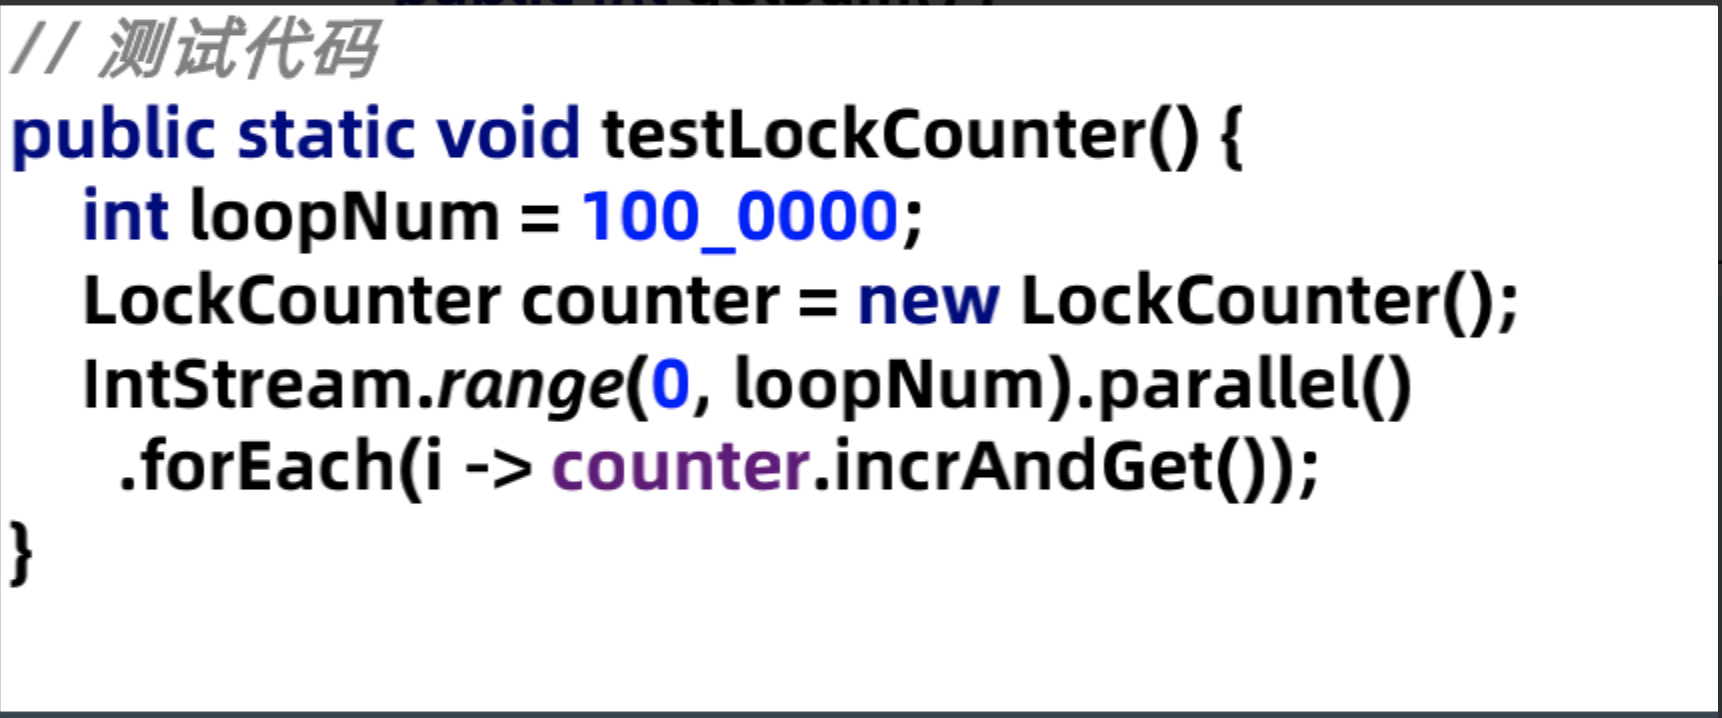 // 测试代码
public static void testLockCounter() {
    int loopNum = 100_0000;
    LockCounter counter = new LockCounter();
    IntStream.range(0, loopNum).parallel()
      .forEach(i -> counter.incrAndGet());
}